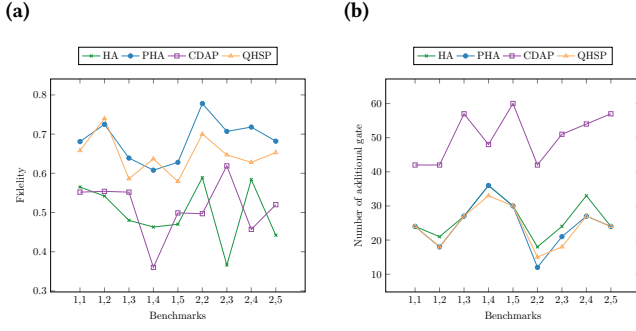 (a)
HA PHA CDAP QHSP
0.8
0.7
0.6
0.5
0.4
0.3
Fidelity
1,1 1,2 1,3 1,4 1,5 2,2 2,3 2,4 2,5
Benchmarks
(b)
HA PHA CDAP QHSP
60
50
40
30
20
10
Number of additional gate
1,1 1,2 1,3 1,4 1,5 2,2 2,3 2,4 2,5
Benchmarks